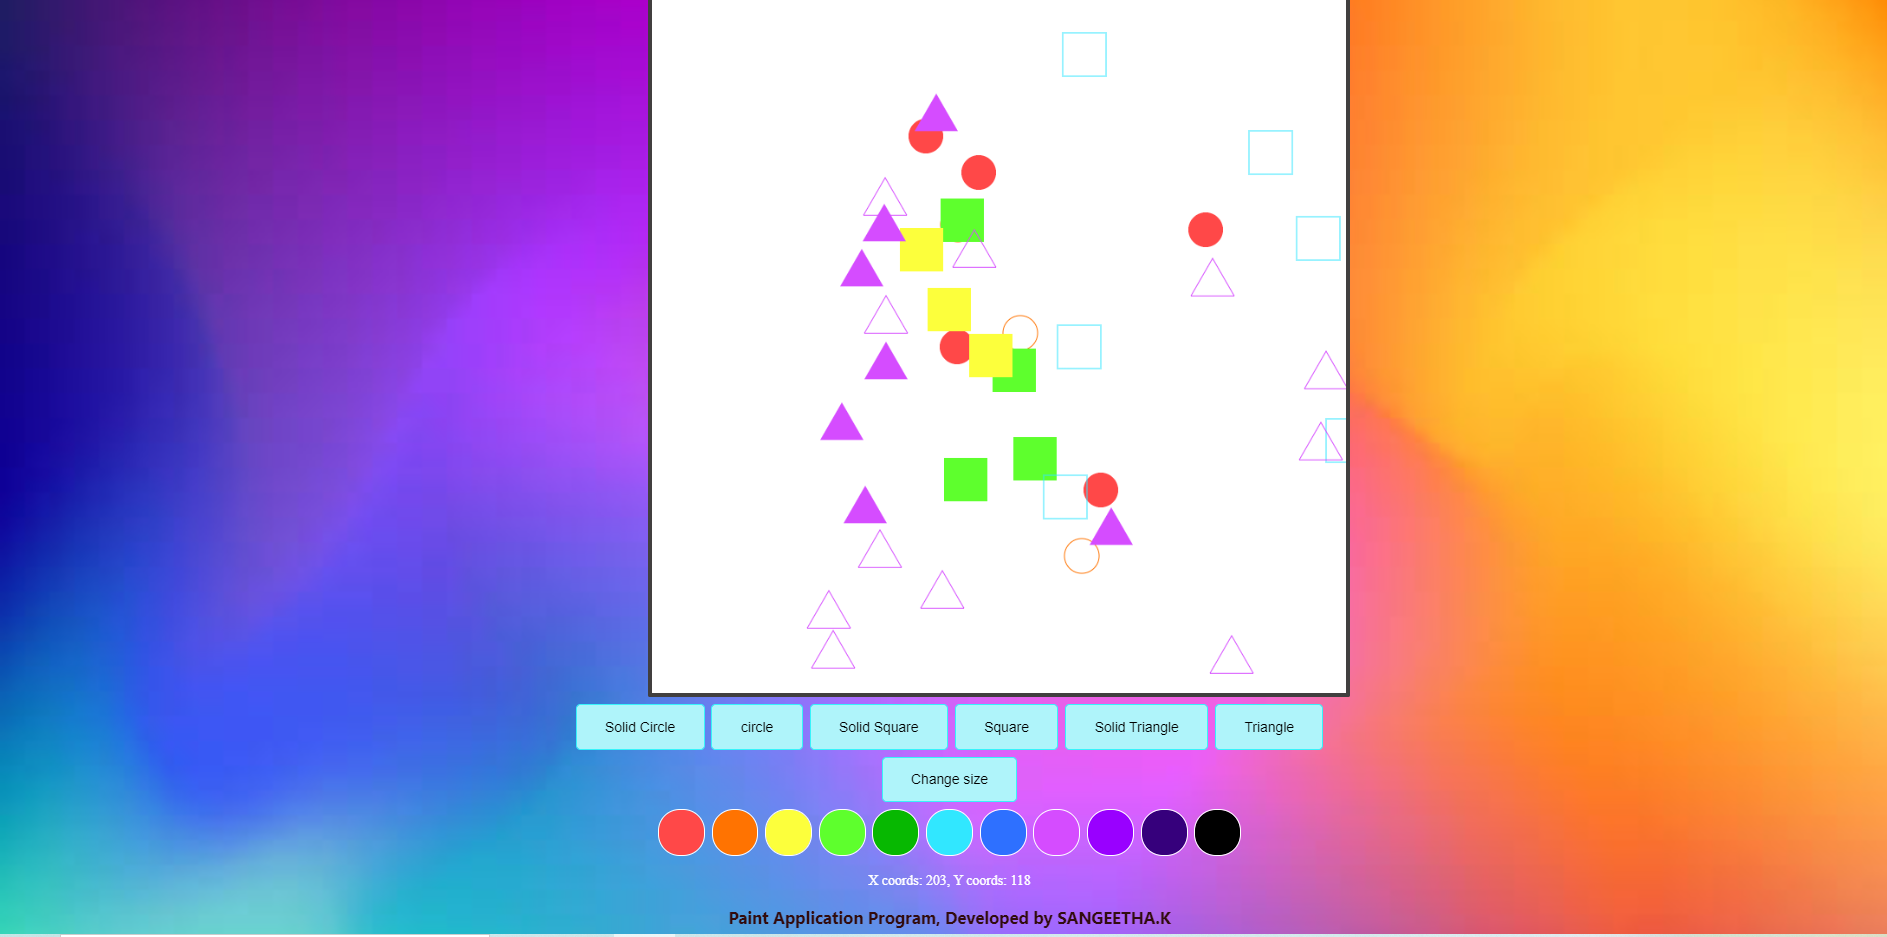 Solid Circle circle Solid Square Square Solid Triangle Triangle
Change size
X coords: 203, Y coords: 118
Paint Application Program, Developed by SANGEETHA.K